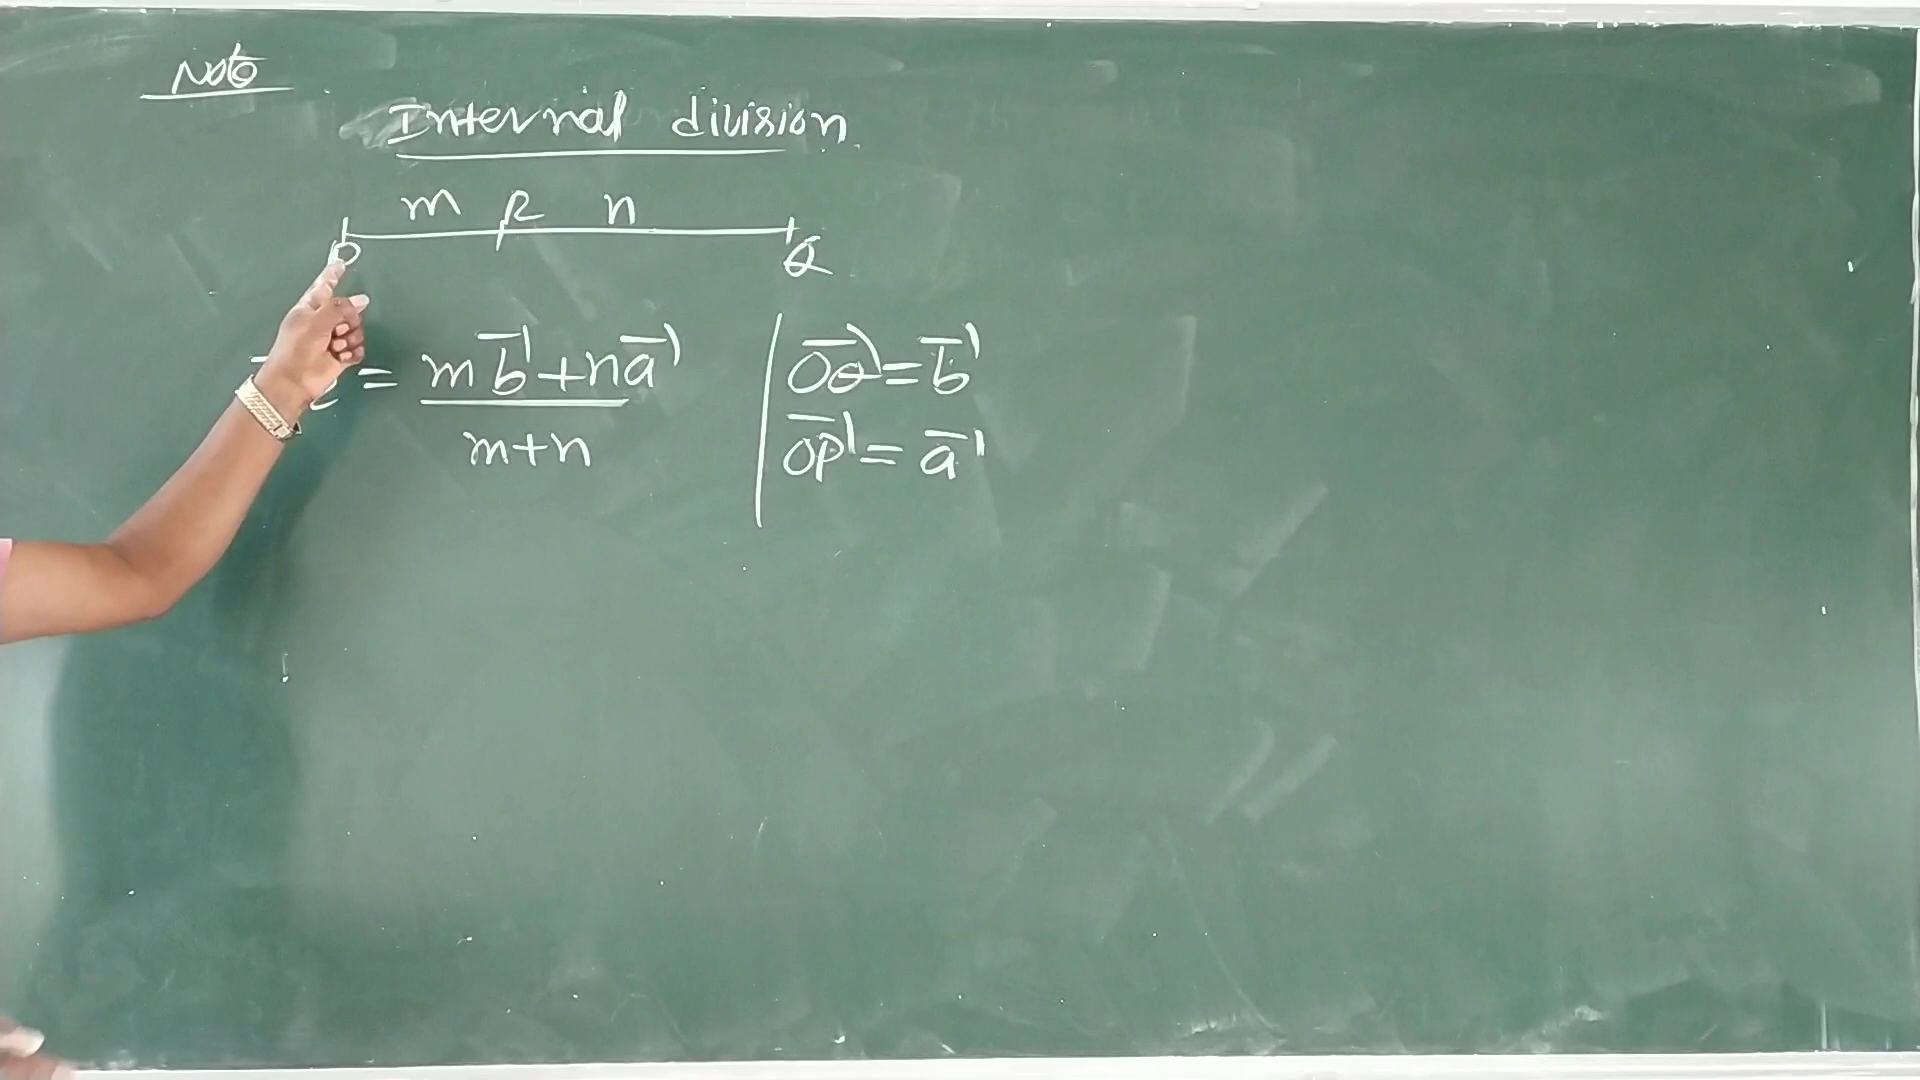 Note
Internal division
m R n
P Q
= mb⃗ + na⃗ / m+n
OQ⃗ = b⃗
OP⃗ = a⃗